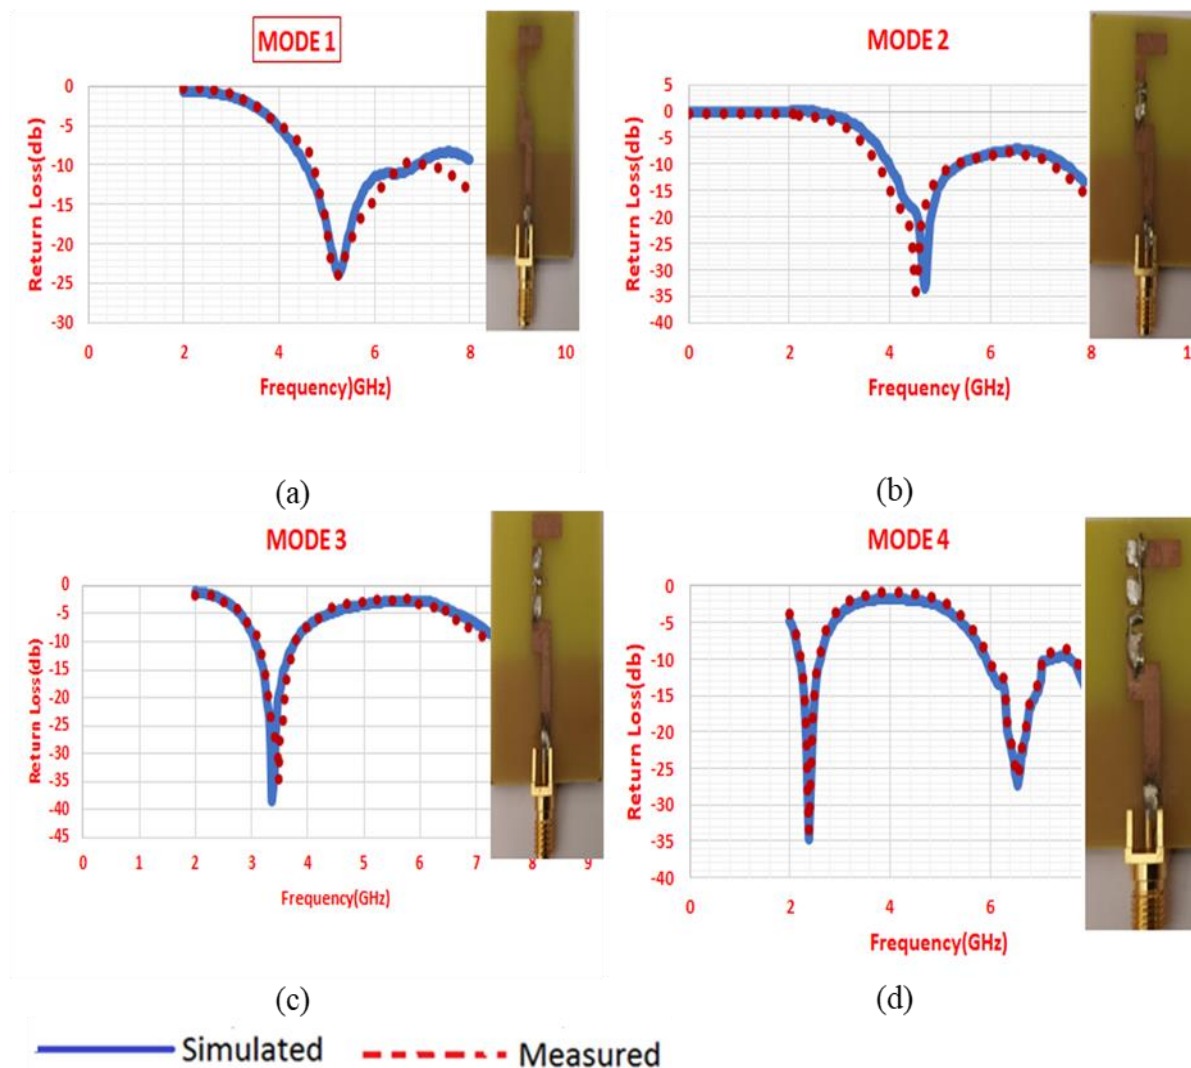 MODE 1
0
-5
-10
-15
-20
-25
-30
Return Loss(db)
0 2 4 6 8 10
Frequency)GHz)
(a)
MODE 2
5
0
-5
-10
-15
-20
-25
-30
-35
-40
Return Loss(db)
0 2 4 6 8 1
Frequency (GHz)
(b)
MODE 3
0
-5
-10
-15
-20
-25
-30
-35
-40
-45
Return Loss(db)
0 1 2 3 4 5 6 7 8 9
Frequency(GHz)
(c)
MODE 4
0
-5
-10
-15
-20
-25
-30
-35
-40
Return Loss(db)
0 2 4 6
Frequency(GHz)
(d)
Simulated Measured